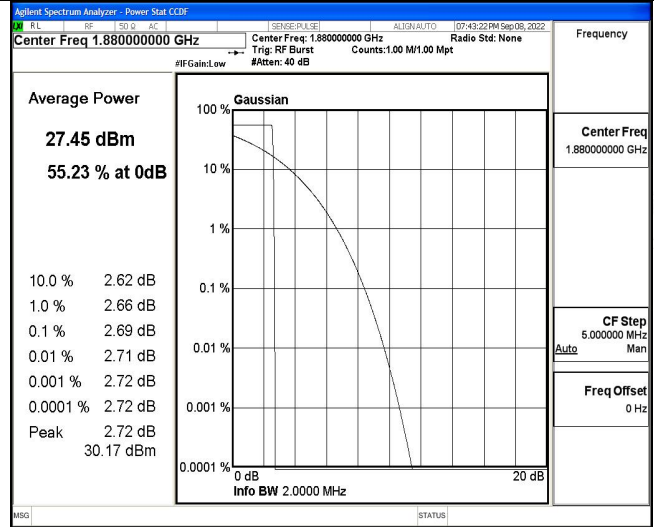 Agilent Spectrum Analyzer - Power Stat CCDF
LXI RL RF 50 Ω AC SENSE:PULSE ALIGN AUTO 07:43:22 PM Sep 08, 2022
Center Freq 1.880000000 GHz
Center Freq: 1.880000000 GHz Radio Std: None
Trig: RF Burst Counts:1.00 M/1.00 Mpt
#IFGain:Low #Atten: 40 dB
Frequency
Average Power
27.45 dBm
55.23 % at 0dB
10.0 % 2.62 dB
1.0 % 2.66 dB
0.1 % 2.69 dB
0.01 % 2.71 dB
0.001 % 2.72 dB
0.0001 % 2.72 dB
Peak 2.72 dB
30.17 dBm
Gaussian
100 %
10 %
1 %
0.1 %
0.01 %
0.001 %
0.0001 %
0 dB 20 dB
Info BW 2.0000 MHz
Center Freq
1.880000000 GHz
CF Step
5.000000 MHz
Auto Man
Freq Offset
0 Hz
MSG STATUS